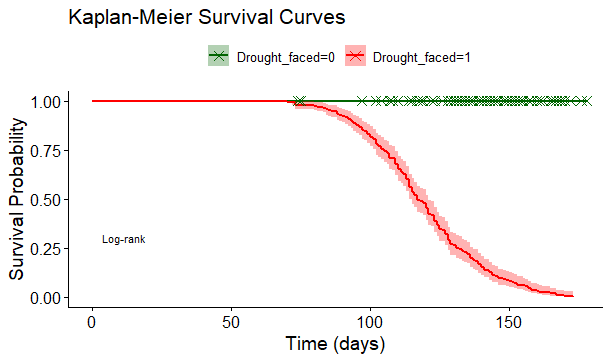 Kaplan-Meier Survival Curves
Drought_faced=0 Drought_faced=1
Survival Probability
1.00
0.75
0.50
0.25
0.00
Log-rank
0 50 100 150
Time (days)